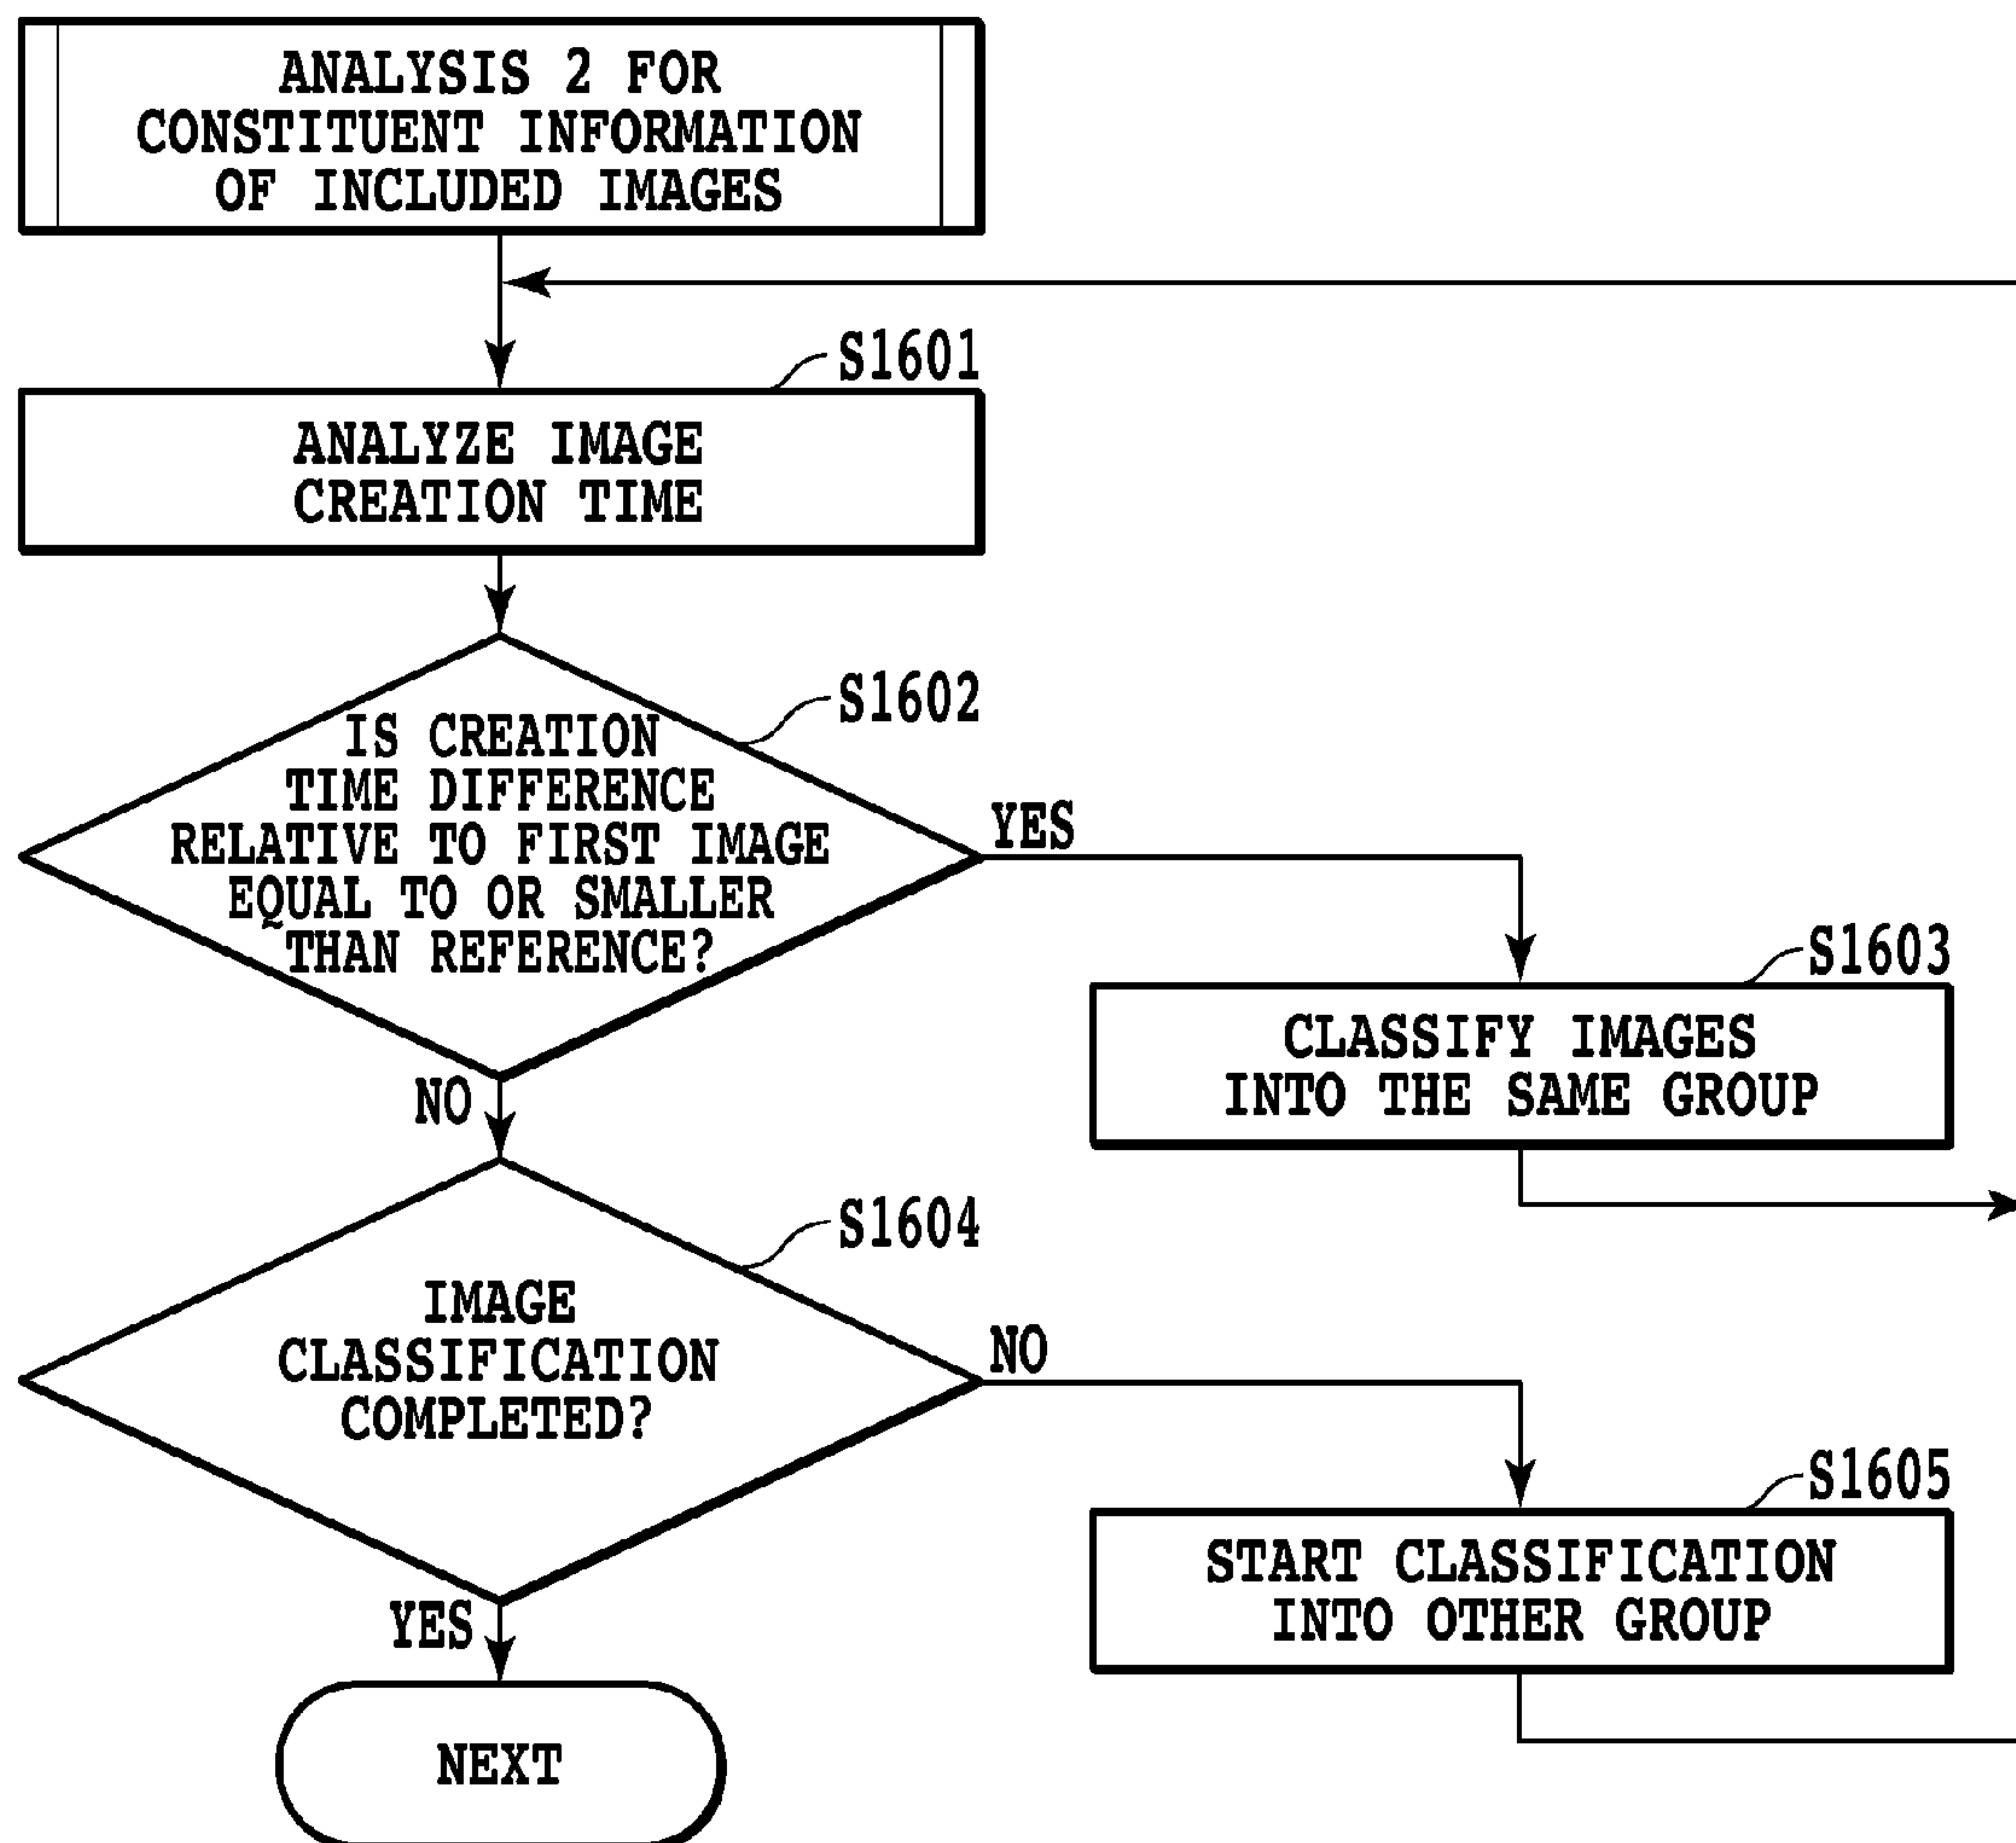 ANALYSIS 2 FOR
CONSTITUENT INFORMATION
OF INCLUDED IMAGES
S1601
ANALYZE IMAGE
CREATION TIME
S1602
IS CREATION
TIME DIFFERENCE
RELATIVE TO FIRST IMAGE
EQUAL TO OR SMALLER
THAN REFERENCE?
YES
S1603
CLASSIFY IMAGES
INTO THE SAME GROUP
NO
S1604
IMAGE
CLASSIFICATION
COMPLETED?
NO
S1605
START CLASSIFICATION
INTO OTHER GROUP
YES
NEXT